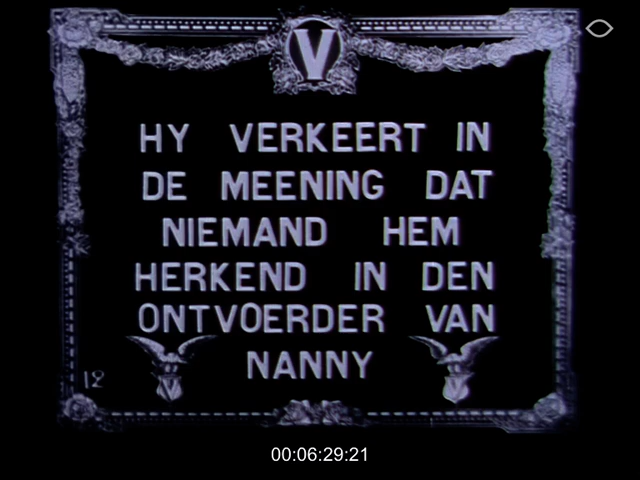 V
HY VERKEERT IN
DE MEENING DAT
NIEMAND HEM
HERKEND IN DEN
ONTVOERDER VAN
NANNY
12
00:06:29:21